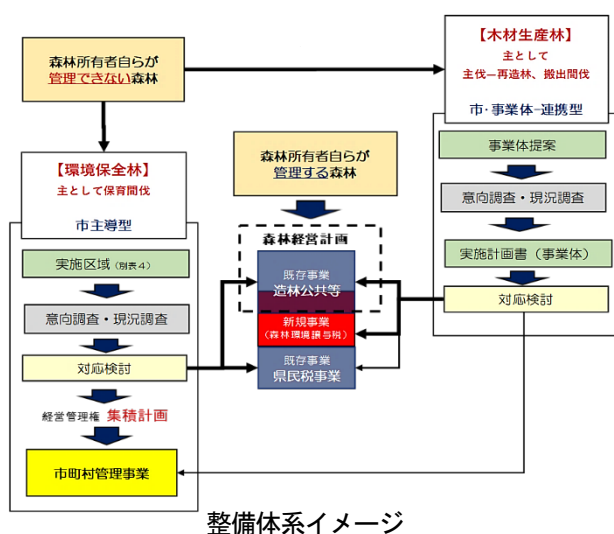 森林所有者自らが
管理できない森林
【木材生産林】
主として
主伐―再造林、搬出間伐
市・事業体―連携型
事業体提案
意向調査・現況調査
実施計画書（事業体）
対応検討
【環境保全林】
主として保育間伐
市主導型
実施区域（別表４）
意向調査・現況調査
対応検討
経営管理権 集積計画
市町村管理事業
森林所有者自らが
管理する森林
森林経営計画
既存事業
造林公共等
新規事業
（森林環境譲与税）
既存事業
県民税事業
整備体系イメージ